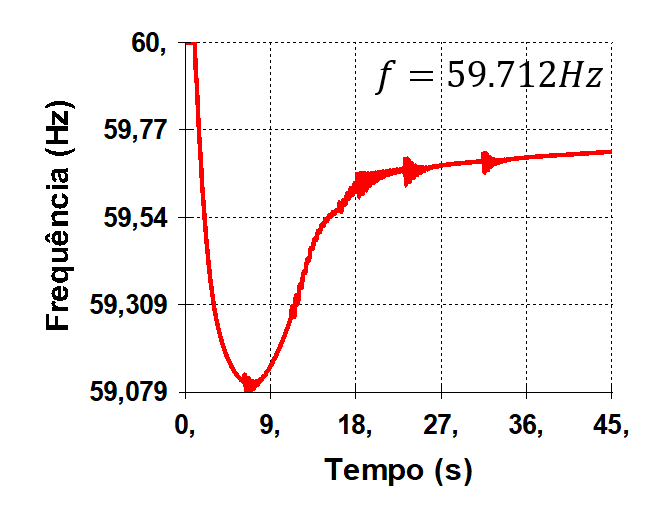 60,
f = 59.712Hz
59,77
59,54
59,309
59,079
Frequência (Hz)
0, 9, 18, 27, 36, 45,
Tempo (s)